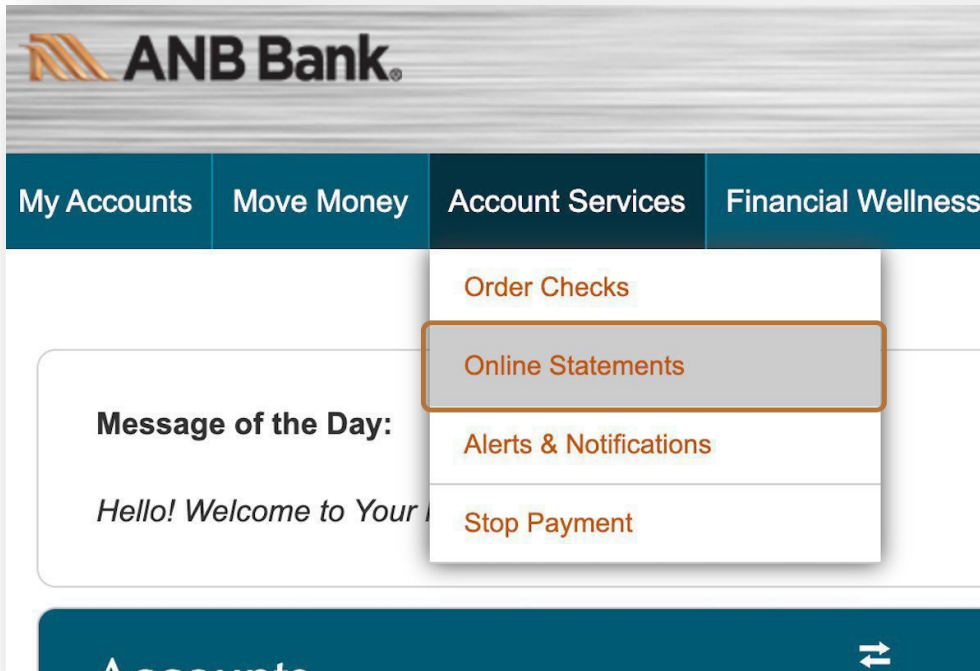 ANB Bank®
My Accounts
Move Money
Account Services
Financial Wellness
Order Checks
Online Statements
Alerts & Notifications
Stop Payment
Message of the Day:
Hello! Welcome to Your
Accounts